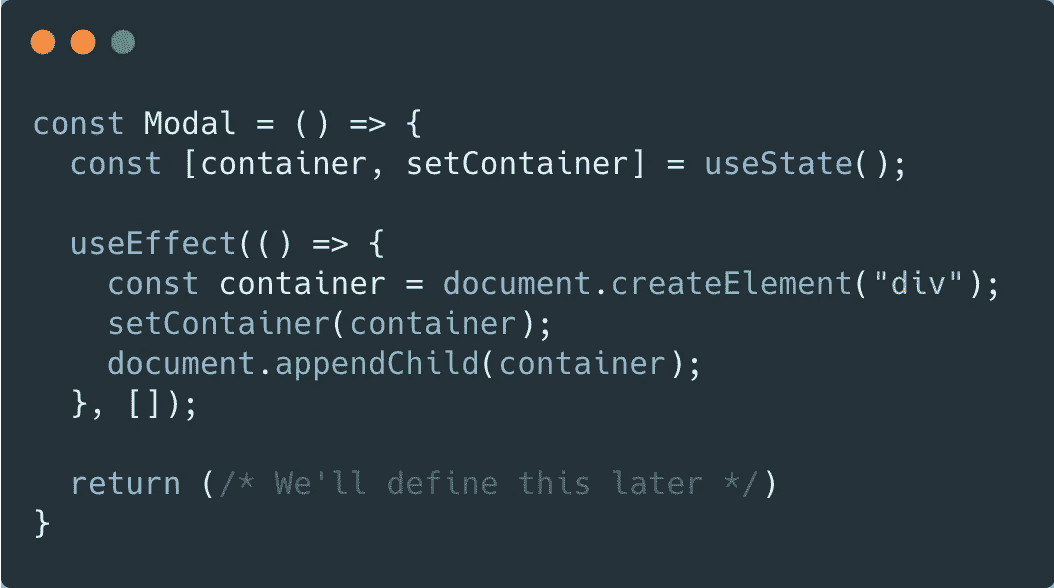 const Modal = () => {
  const [container, setContainer] = useState();
  useEffect(() => {
    const container = document.createElement("div");
    setContainer(container);
    document.appendChild(container);
  }, []);
  return (/* We'll define this later */)
}